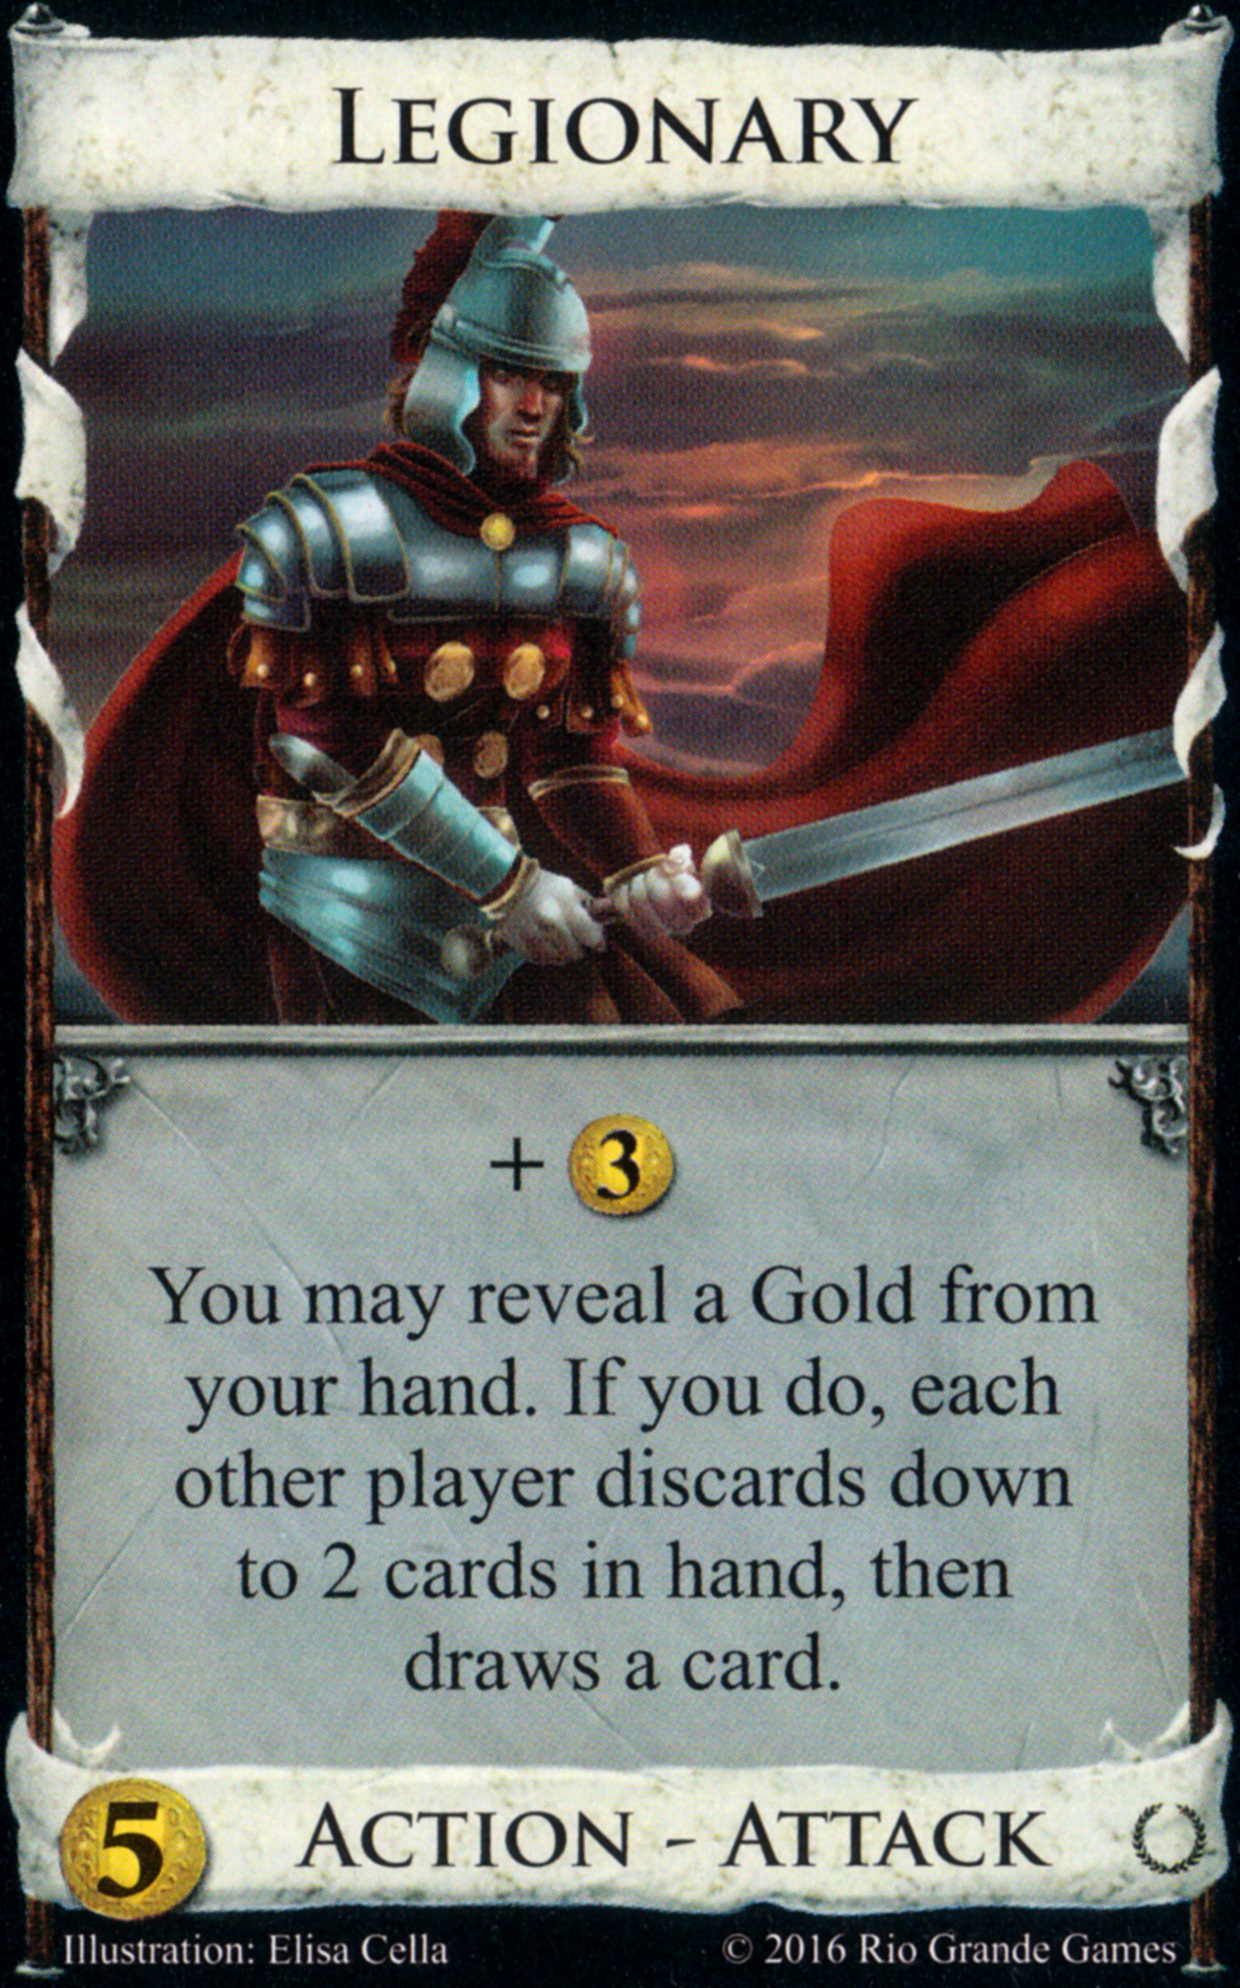 LEGIONARY
+ 3
You may reveal a Gold from
your hand. If you do, each
other player discards down
to 2 cards in hand, then
draws a card.
5 ACTION - ATTACK
Illustration: Elisa Cella © 2016 Rio Grande Games